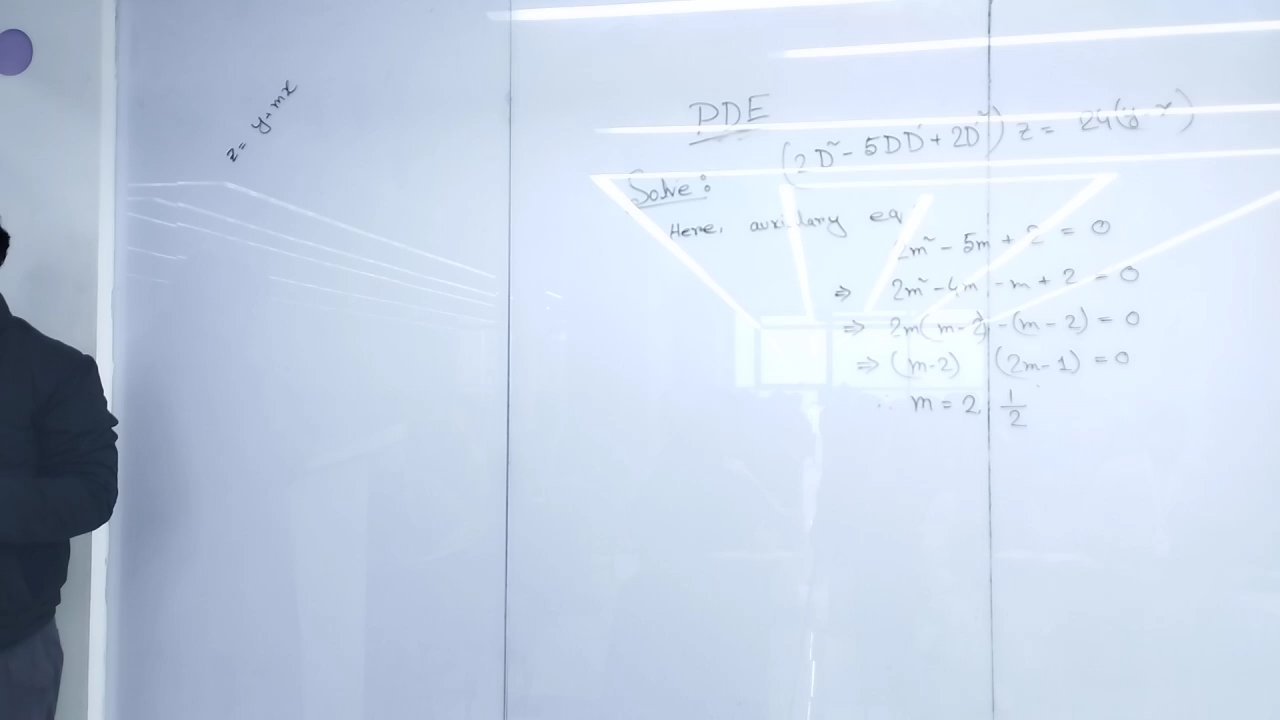 z = y + mx
PDE
(2D² - 5DD' + 2D'²) z = 24(y-x)
Solve:
Here, auxiliary eq
2m² - 5m + 2 = 0
⇒ 2m² - 4m - m + 2 = 0
⇒ 2m(m-2) - (m-2) = 0
⇒ (m-2) (2m-1) = 0
∴ m = 2, 1/2